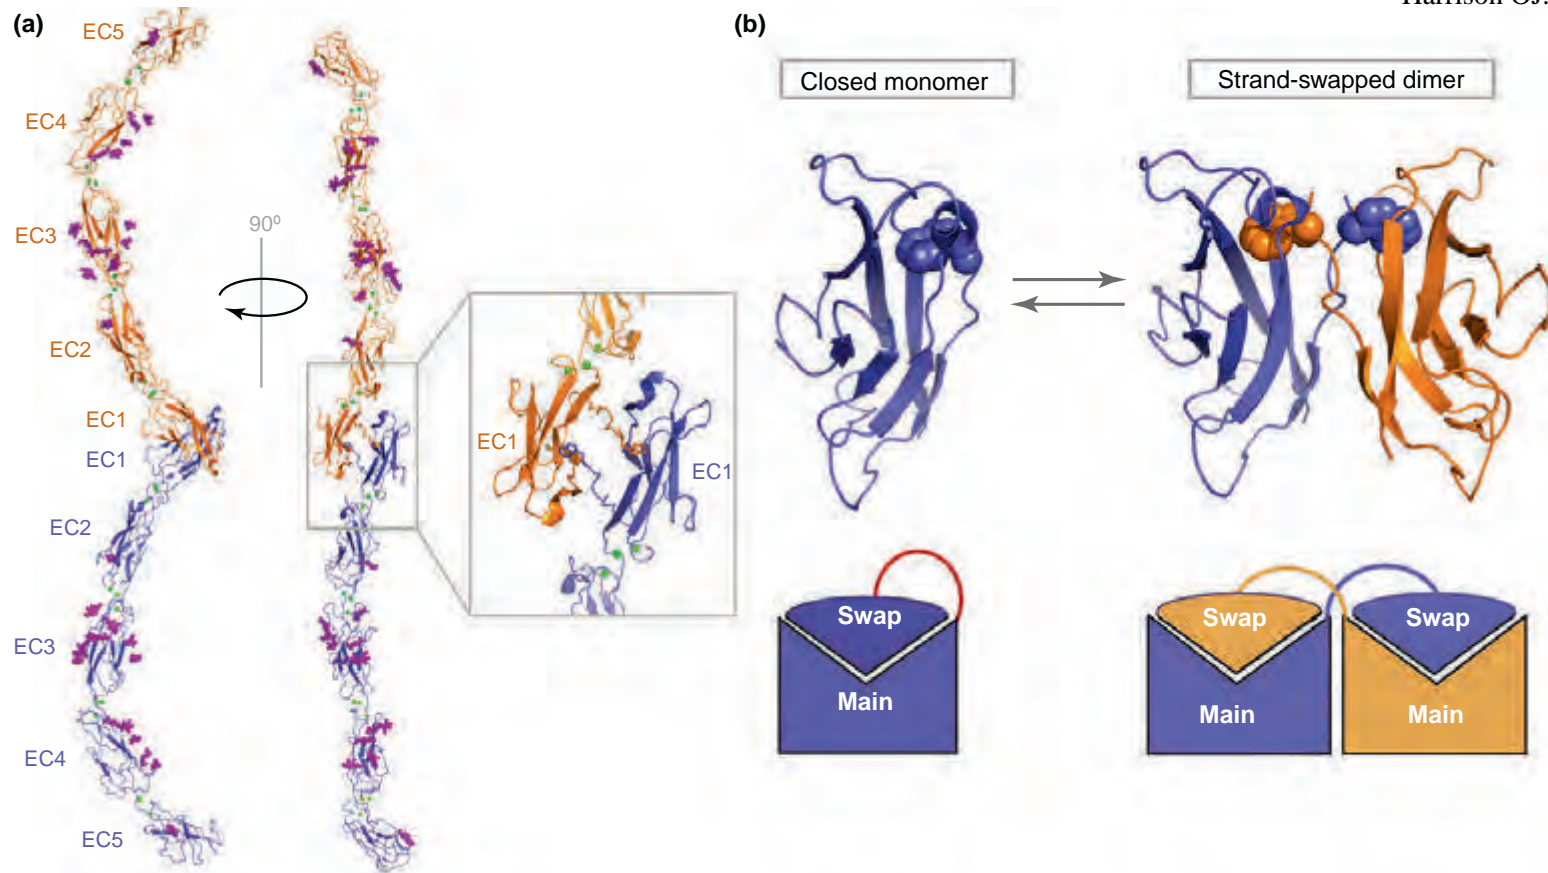 Harrison OJ.
(a)
EC5
EC4
EC3
EC2
EC1
EC1
EC2
EC3
EC4
EC5
90º
EC1
EC1
(b)
Closed monomer
Strand-swapped dimer
Swap
Main
Swap
Swap
Main
Main